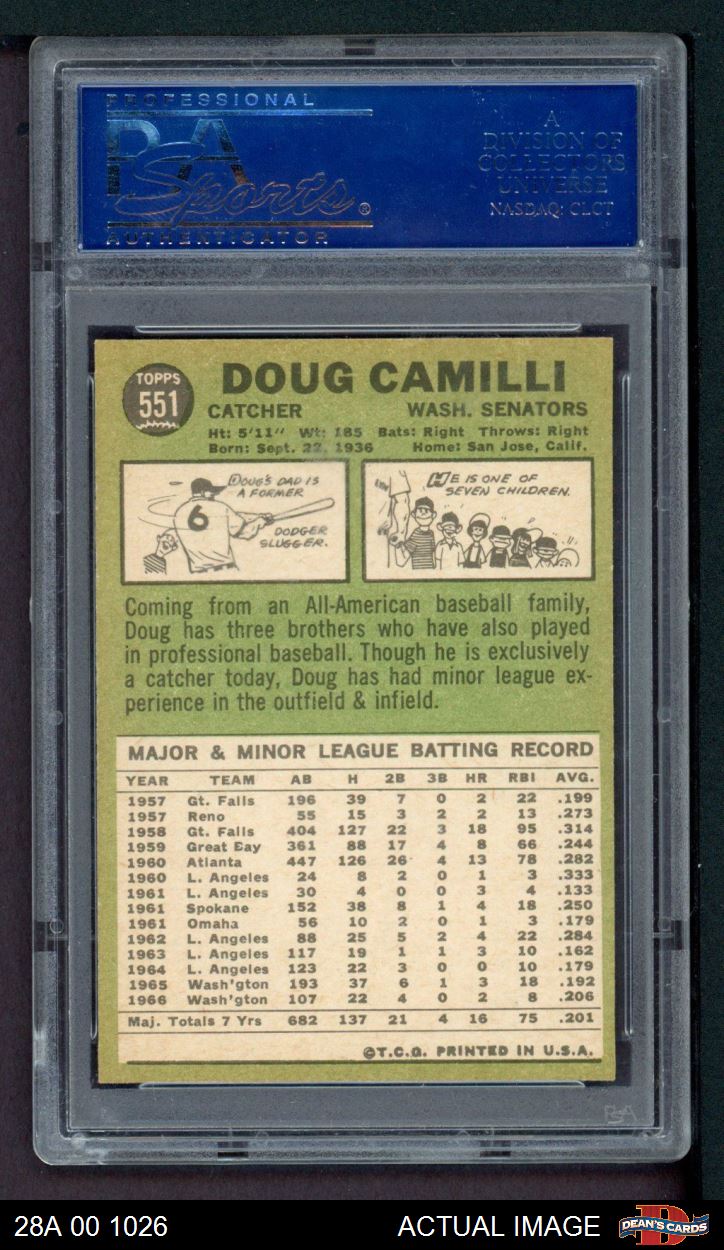 PROFESSIONAL
PSA
Sports®
AUTHENTICATOR
A
DIVISION OF
COLLECTORS
UNIVERSE
NASDAQ: CLCT
TOPPS
551
DOUG CAMILLI
CATCHER WASH. SENATORS
Ht: 5'11" Wt: 185 Bats: Right Throws: Right
Born: Sept. 22, 1936 Home: San Jose, Calif.
DOUG'S DAD IS
A FORMER
DODGER
SLUGGER.
6
HE IS ONE OF
SEVEN CHILDREN.
Coming from an All-American baseball family,
Doug has three brothers who have also played
in professional baseball. Though he is exclusively
a catcher today, Doug has had minor league ex-
perience in the outfield & infield.
MAJOR & MINOR LEAGUE BATTING RECORD
YEAR TEAM AB H 2B 3B HR RBI AVG.
1957 Gt. Falls 196 39 7 0 2 22 .199
1957 Reno 55 15 3 2 2 13 .273
1958 Gt. Falls 404 127 22 3 18 95 .314
1959 Great Bay 361 88 17 4 8 66 .244
1960 Atlanta 447 126 26 4 13 78 .282
1960 L. Angeles 24 8 2 0 1 3 .333
1961 L. Angeles 30 4 0 0 3 4 .133
1961 Spokane 152 38 8 1 4 18 .250
1961 Omaha 56 10 2 0 1 3 .179
1962 L. Angeles 88 25 5 2 4 22 .284
1963 L. Angeles 117 19 1 1 3 10 .162
1964 L. Angeles 123 22 3 0 0 10 .179
1965 Wash'gton 193 37 6 1 3 18 .192
1966 Wash'gton 107 22 4 0 2 8 .206
Maj. Totals 7 Yrs 682 137 21 4 16 75 .201
©T.C.G. PRINTED IN U.S.A.
PSA
28A 00 1026 ACTUAL IMAGE
D
DEAN'S CARDS